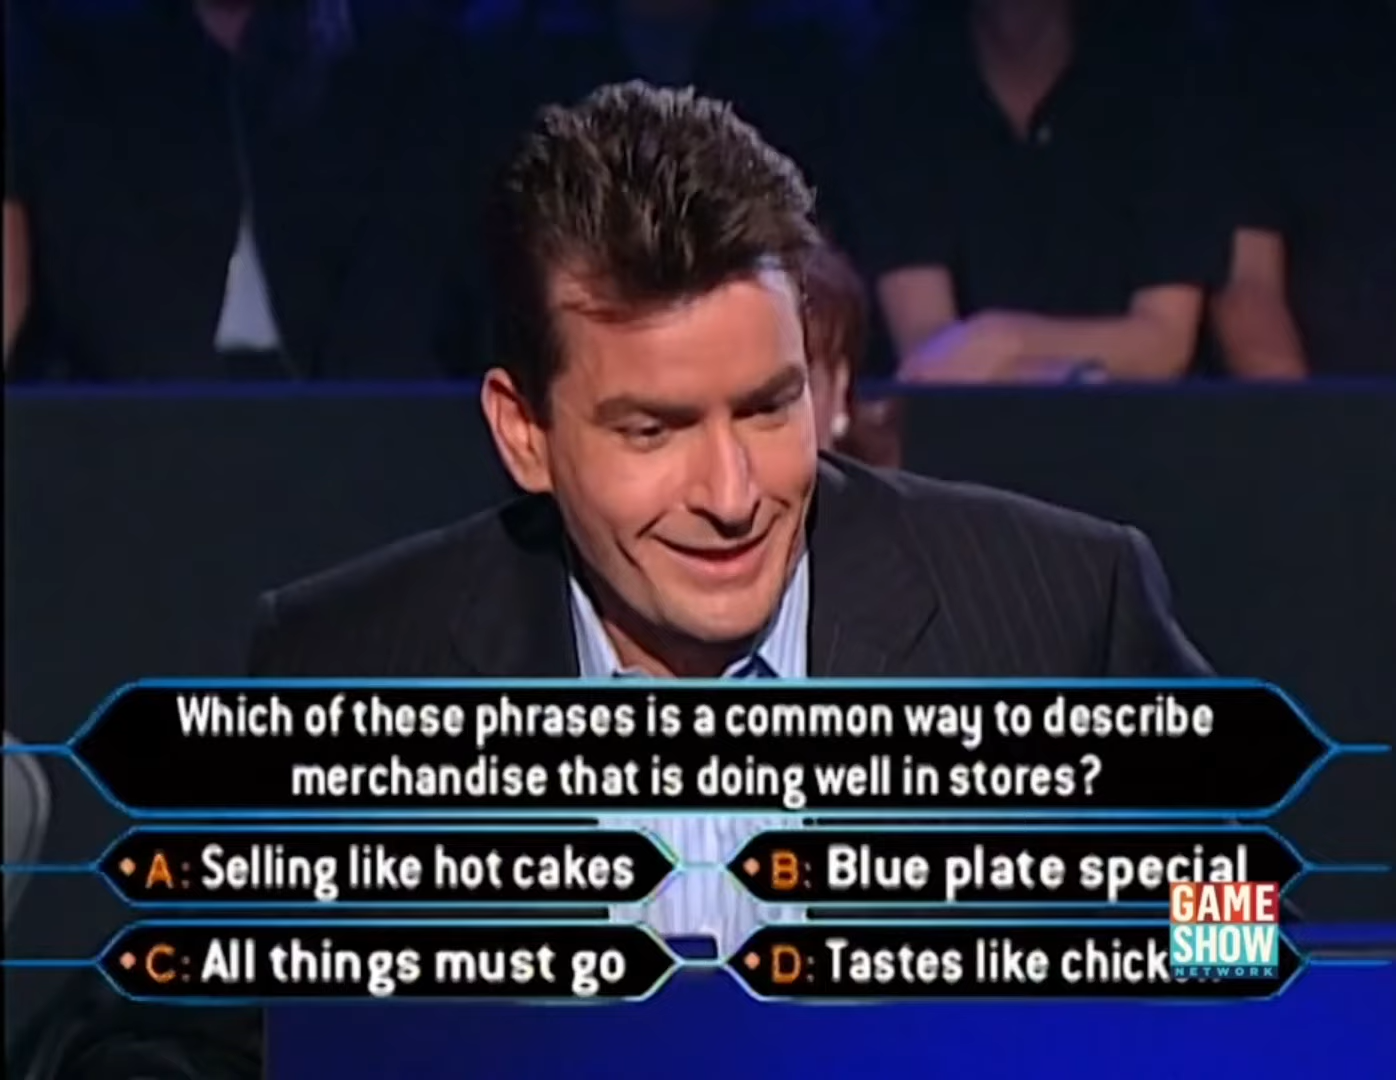 Which of these phrases is a common way to describe
merchandise that is doing well in stores?
A: Selling like hot cakes
B: Blue plate special
C: All things must go
D: Tastes like
GAME
SHOW
NETWORK